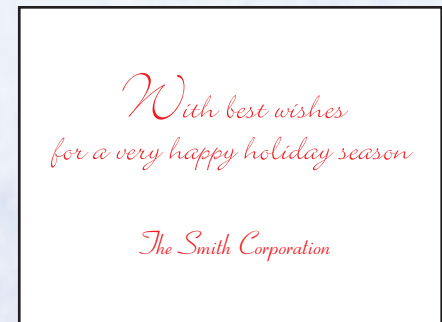 With best wishes
for a very happy holiday season
The Smith Corporation